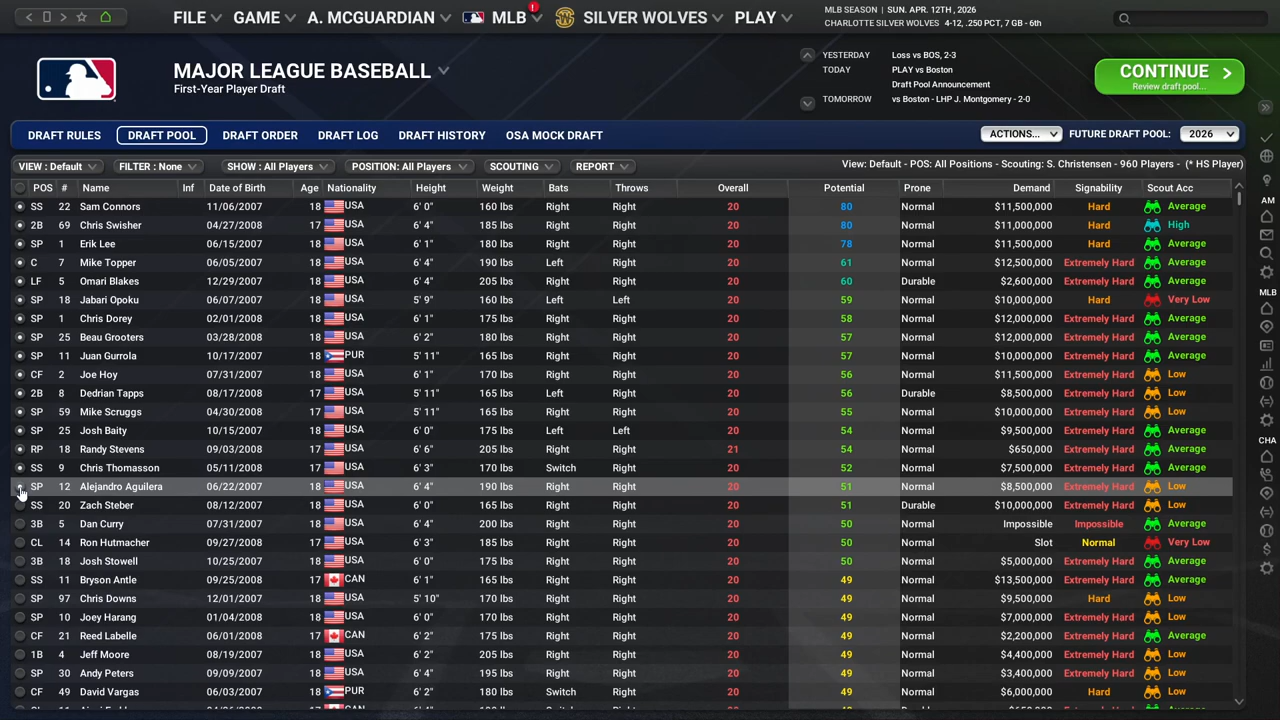 FILE GAME A. MCGUARDIAN MLB ! SILVER WOLVES PLAY
MLB SEASON | SUN. APR. 12TH , 2026
CHARLOTTE SILVER WOLVES 4-12, .250 PCT, 7 GB - 6th
MAJOR LEAGUE BASEBALL
First-Year Player Draft
YESTERDAY Loss vs BOS, 2-3
TODAY PLAY vs Boston
Draft Pool Announcement
TOMORROW vs Boston - LHP J. Montgomery - 2-0
CONTINUE
Review draft pool...
DRAFT RULES DRAFT POOL DRAFT ORDER DRAFT LOG DRAFT HISTORY OSA MOCK DRAFT ACTIONS... FUTURE DRAFT POOL: 2026
VIEW : Default FILTER : None SHOW : All Players POSITION: All Players SCOUTING REPORT View: Default - POS: All Positions - Scouting: S. Christensen - 960 Players - (* HS Player)
POS # Name Inf Date of Birth Age Nationality Height Weight Bats Throws Overall Potential Prone Demand Signability Scout Acc
SS 22 Sam Connors 11/06/2007 18 USA 6' 0" 160 lbs Right Right 20 80 Normal $11,500,000 Hard Average
2B 69 Chris Swisher 04/27/2008 17 USA 6' 4" 185 lbs Right Right 20 80 Normal $11,000,000 Hard High
SP 1 Erik Lee 06/15/2007 18 USA 6' 1" 180 lbs Right Right 20 78 Normal $11,500,000 Hard Average
C 7 Mike Topper 06/05/2007 18 USA 6' 4" 190 lbs Left Right 20 61 Normal $12,500,000 Extremely Hard Average
LF 5 Omari Blakes 12/29/2007 18 USA 6' 4" 205 lbs Right Right 20 60 Durable $2,600,000 Extremely Hard Average
SP 18 Jabari Opoku 06/07/2007 18 USA 5' 9" 160 lbs Left Left 20 59 Normal $10,000,000 Hard Very Low
SP 1 Chris Dorey 02/01/2008 18 USA 6' 1" 175 lbs Right Right 20 58 Normal $12,000,000 Extremely Hard Average
SP 25 Beau Grooters 03/28/2008 18 USA 6' 2" 180 lbs Right Right 20 57 Normal $12,000,000 Extremely Hard Average
SP 11 Juan Gurrola 10/17/2007 18 PUR 5' 11" 165 lbs Right Right 20 57 Normal $10,000,000 Extremely Hard Average
CF 2 Joe Hoy 07/31/2007 18 USA 6' 1" 175 lbs Right Right 20 56 Normal $11,500,000 Extremely Hard Low
2B 8 Dedrian Tapps 08/17/2008 17 USA 5' 11" 165 lbs Left Right 20 56 Durable $8,500,000 Extremely Hard Low
SP 59 Mike Scruggs 04/30/2008 17 USA 5' 11" 165 lbs Right Right 20 55 Normal $10,000,000 Extremely Hard Low
SP 25 Josh Baity 10/15/2007 18 USA 6' 0" 175 lbs Left Left 20 54 Normal $9,500,000 Extremely Hard Average
RP 18 Randy Stevens 09/03/2008 17 USA 6' 0" 165 lbs Right Right 21 54 Normal $650,000 Extremely Hard Average
SS 9 Chris Thomasson 05/11/2008 17 USA 6' 3" 170 lbs Switch Right 20 52 Normal $7,500,000 Extremely Hard Average
SP 12 Alejandro Aguilera 06/22/2007 18 USA 6' 4" 190 lbs Right Right 20 51 Normal $8,500,000 Extremely Hard Low
SS 20 Zach Steber 08/12/2007 18 USA 6' 0" 165 lbs Right Right 20 51 Durable $10,000,000 Extremely Hard Low
3B 5 Dan Curry 07/31/2007 18 USA 6' 4" 200 lbs Right Right 20 50 Normal Impossible Impossible Average
CL 14 Ron Hutmacher 09/27/2007 18 USA 6' 3" 185 lbs Right Right 20 50 Normal Slot Normal Very Low
3B 18 Josh Stowell 10/25/2007 18 USA 6' 2" 180 lbs Right Right 20 50 Normal $5,000,000 Extremely Hard Average
SS 11 Bryson Antle 09/25/2008 17 CAN 6' 1" 165 lbs Right Right 20 49 Normal $13,500,000 Extremely Hard Average
SP 97 Chris Downs 12/01/2007 18 USA 5' 10" 170 lbs Right Right 20 49 Normal $9,500,000 Hard Low
SP 10 Joey Harang 01/04/2008 18 USA 6' 0" 170 lbs Right Right 20 49 Normal $7,000,000 Extremely Hard Low
CF 21 Reed Labelle 06/01/2008 17 CAN 6' 2" 175 lbs Right Right 20 49 Normal $2,200,000 Extremely Hard Average
1B 4 Jeff Moore 08/19/2007 18 USA 6' 2" 205 lbs Right Right 20 49 Normal $4,400,000 Extremely Hard Low
SP 30 Andy Peters 08/02/2007 18 USA 6' 4" 195 lbs Right Right 20 49 Normal $3,400,000 Extremely Hard Low
CF 49 David Vargas 06/03/2007 18 PUR 6' 2" 180 lbs Switch Right 20 49 Normal $6,000,000 Hard Low
AM
MLB
CHA